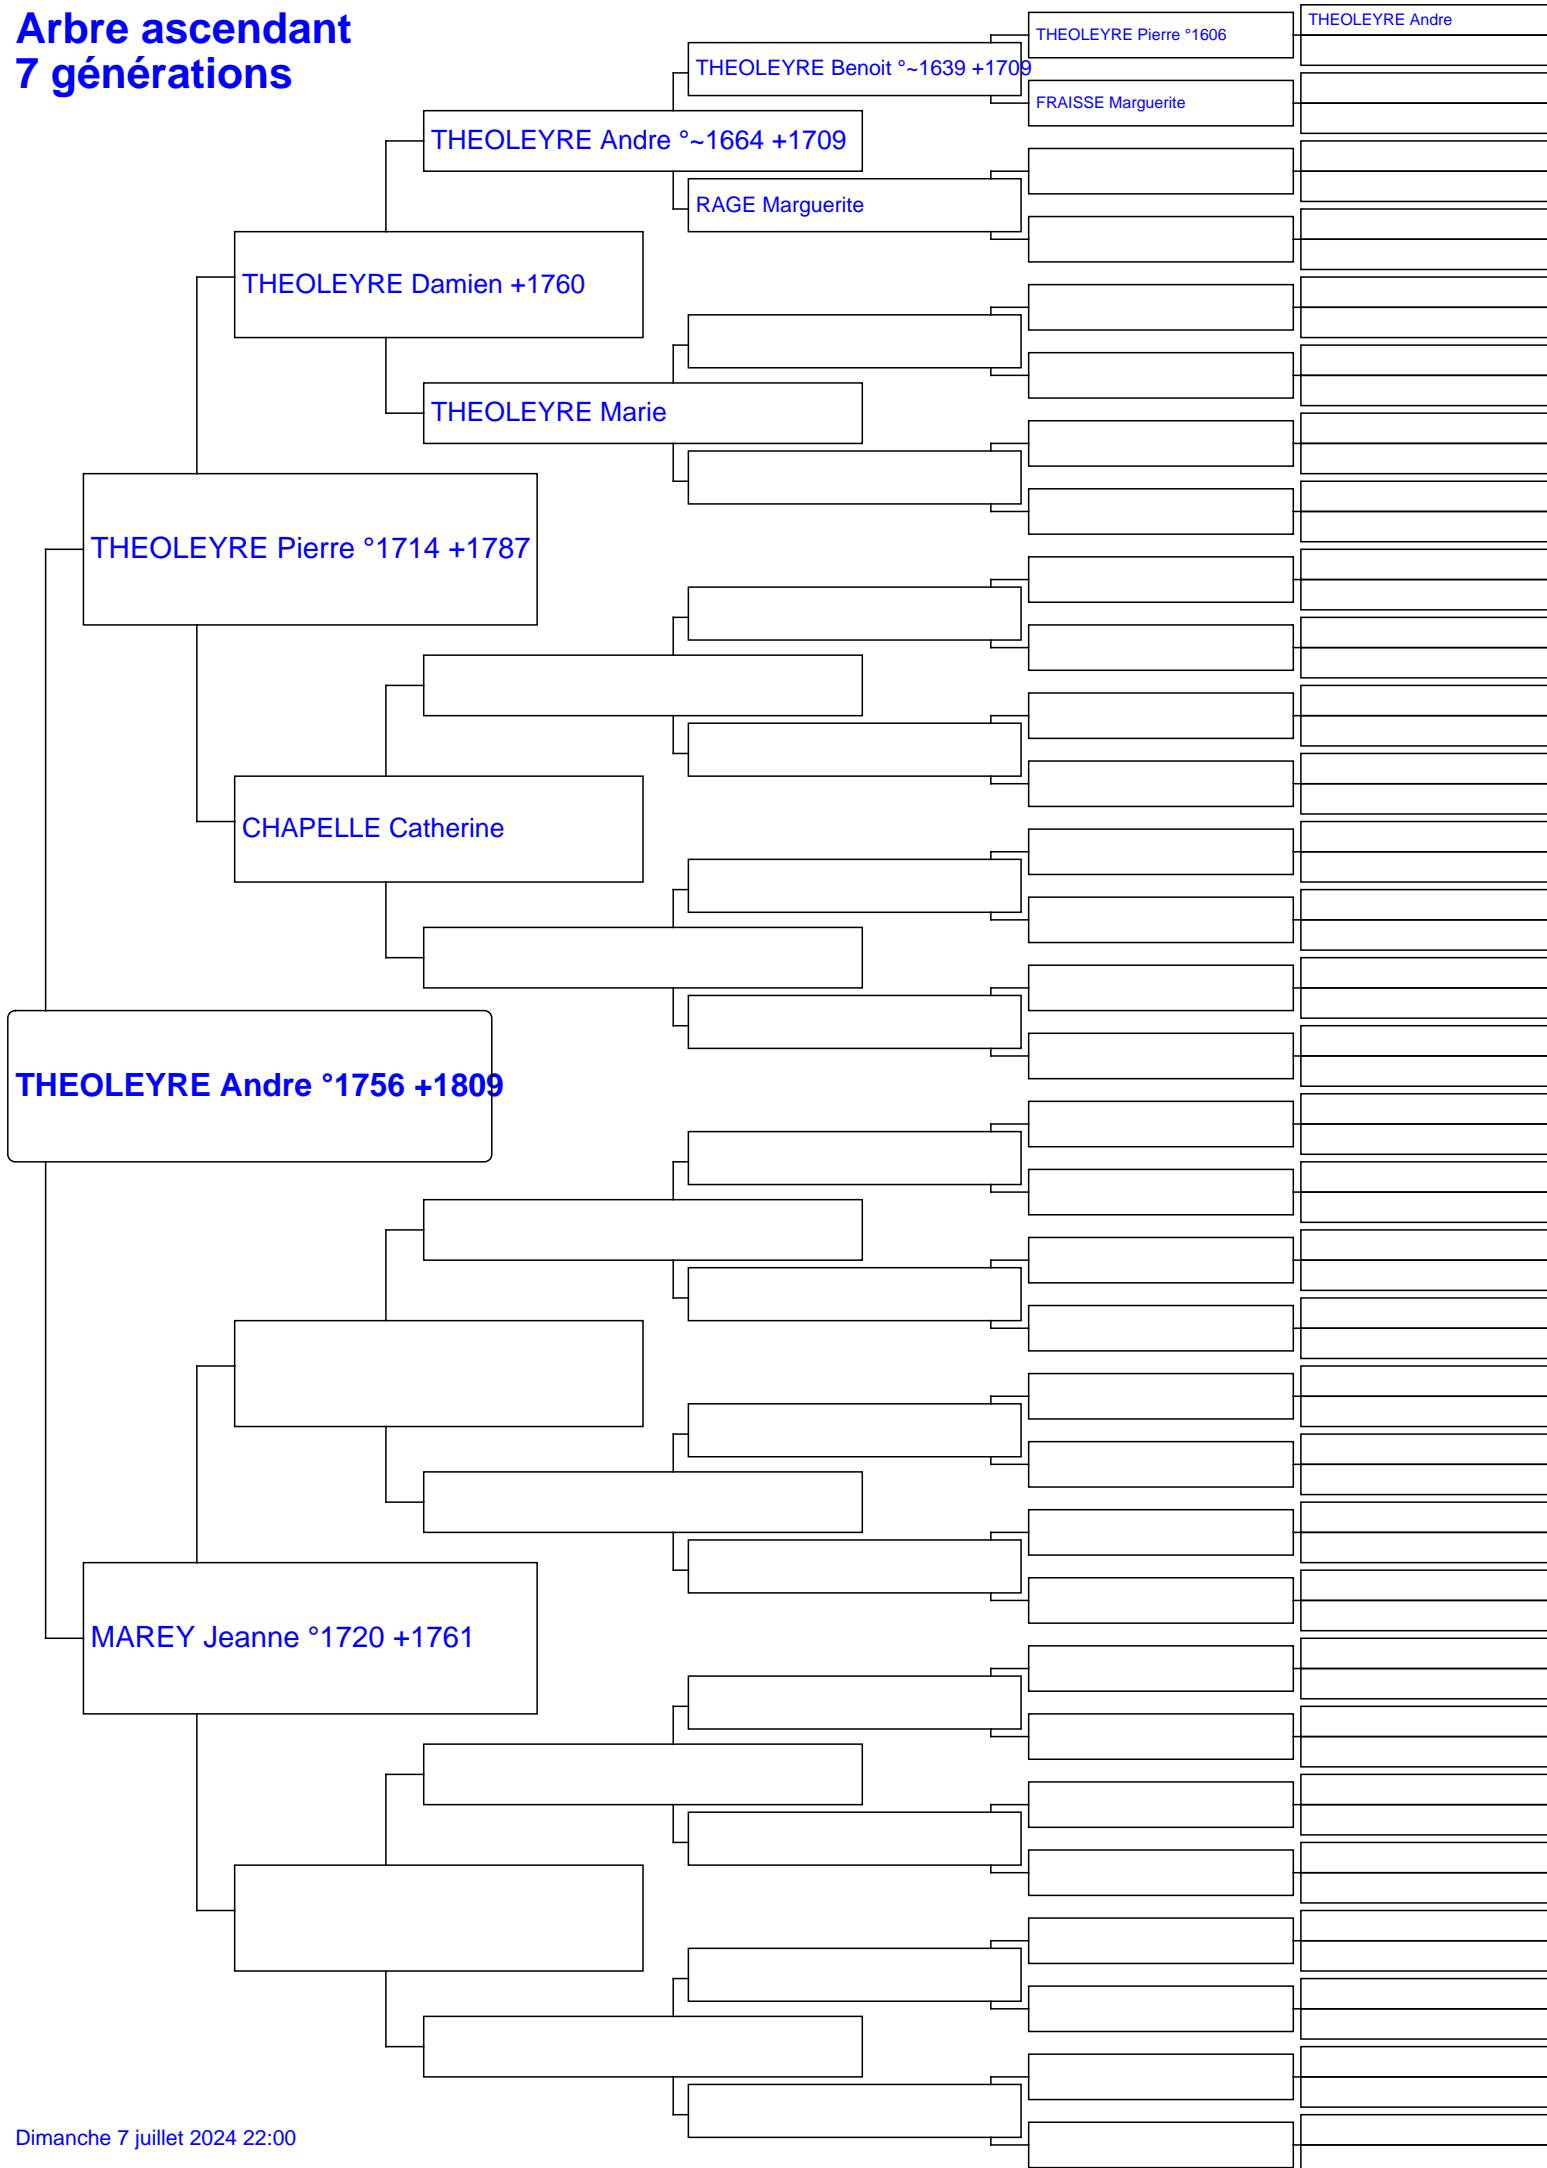 Arbre ascendant
7 générations
THEOLEYRE Andre
THEOLEYRE Pierre °1606
THEOLEYRE Benoit °~1639 +1709
FRAISSE Marguerite
THEOLEYRE Andre °~1664 +1709
RAGE Marguerite
THEOLEYRE Damien +1760
THEOLEYRE Marie
THEOLEYRE Pierre °1714 +1787
CHAPELLE Catherine
THEOLEYRE Andre °1756 +1809
MAREY Jeanne °1720 +1761
Dimanche 7 juillet 2024 22:00